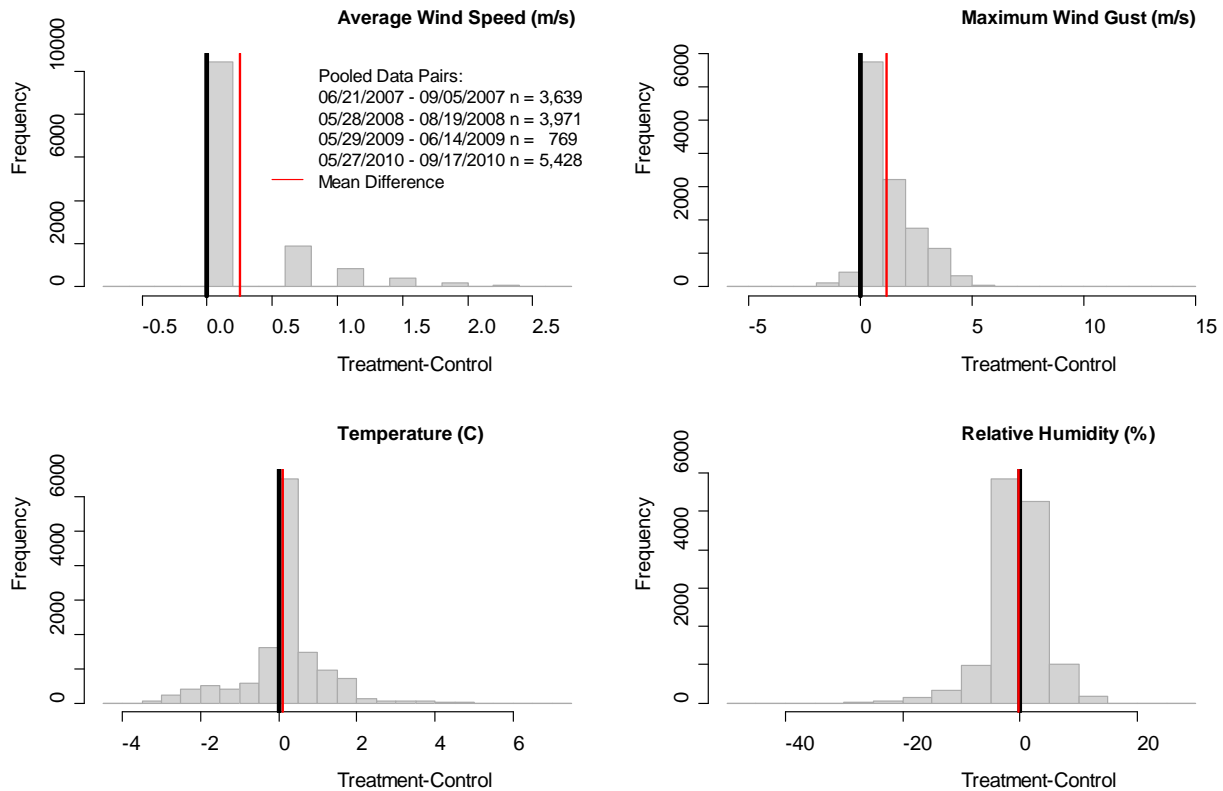 Average Wind Speed (m/s)
Frequency
0 2000 6000 10000
Pooled Data Pairs:
06/21/2007 - 09/05/2007 n = 3,639
05/28/2008 - 08/19/2008 n = 3,971
05/29/2009 - 06/14/2009 n = 769
05/27/2010 - 09/17/2010 n = 5,428
Mean Difference
-0.5 0.0 0.5 1.0 1.5 2.0 2.5
Treatment-Control
Maximum Wind Gust (m/s)
Frequency
0 2000 4000 6000
-5 0 5 10 15
Treatment-Control
Temperature (C)
Frequency
0 2000 4000 6000
-4 -2 0 2 4 6
Treatment-Control
Relative Humidity (%)
Frequency
0 2000 4000 6000
-40 -20 0 20
Treatment-Control